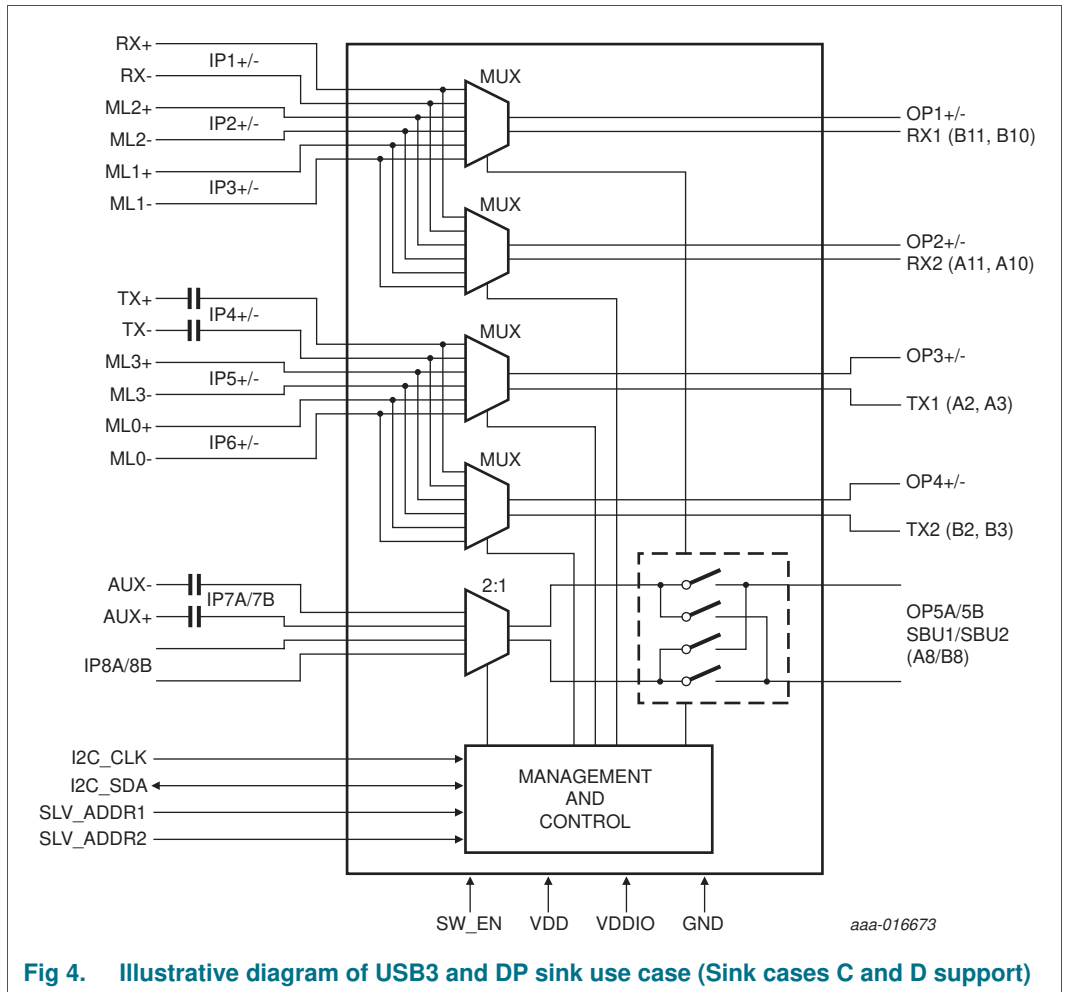 RX+
IP1+/-
RX-
ML2+
IP2+/-
ML2-
ML1+
IP3+/-
ML1-
MUX
OP1+/-
RX1 (B11, B10)
MUX
OP2+/-
RX2 (A11, A10)
TX+
IP4+/-
TX-
ML3+
IP5+/-
ML3-
ML0+
IP6+/-
ML0-
MUX
OP3+/-
TX1 (A2, A3)
MUX
OP4+/-
TX2 (B2, B3)
AUX-
IP7A/7B
AUX+
IP8A/8B
2:1
OP5A/5B
SBU1/SBU2
(A8/B8)
I2C_CLK
I2C_SDA
SLV_ADDR1
SLV_ADDR2
MANAGEMENT
AND
CONTROL
SW_EN
VDD
VDDIO
GND
aaa-016673
Fig 4. Illustrative diagram of USB3 and DP sink use case (Sink cases C and D support)